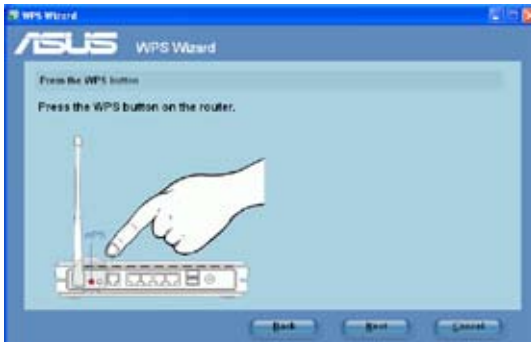 WPS Wizard
ASUS WPS Wizard
Press the WPS button
Press the WPS button on the router.
Back Next Cancel